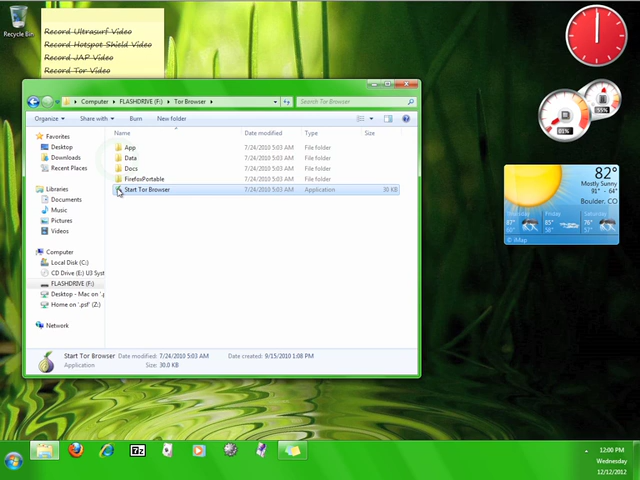 Recycle Bin
Record Ultrasurf Video
Record Hotspot Shield Video
Record JAP Video
Record Tor Video
Computer FLASHDRIVE (F:) Tor Browser
Search Tor Browser
Organize Share with Burn New folder
Name Date modified Type Size
Favorites
Desktop
Downloads
Recent Places
Libraries
Documents
Music
Pictures
Videos
Computer
Local Disk (C:)
CD Drive (E:) U3 Syst
FLASHDRIVE (F:)
Desktop - Mac on '.p
Home on '.psf' (Z:)
Network
App 7/24/2010 5:03 AM File folder
Data 7/24/2010 5:03 AM File folder
Docs 7/24/2010 5:03 AM File folder
FirefoxPortable 7/24/2010 5:03 AM File folder
Start Tor Browser 7/24/2010 5:03 AM Application 30 KB
Start Tor Browser Date modified: 7/24/2010 5:03 AM Date created: 9/15/2010 1:08 PM
Application Size: 30.0 KB
81%
55%
82°
Mostly Sunny
91° - 64°
Boulder, CO
Friday Saturday
85° 76°
58° 57°
© iMap
7z
12:00 PM
Wednesday
12/12/2012